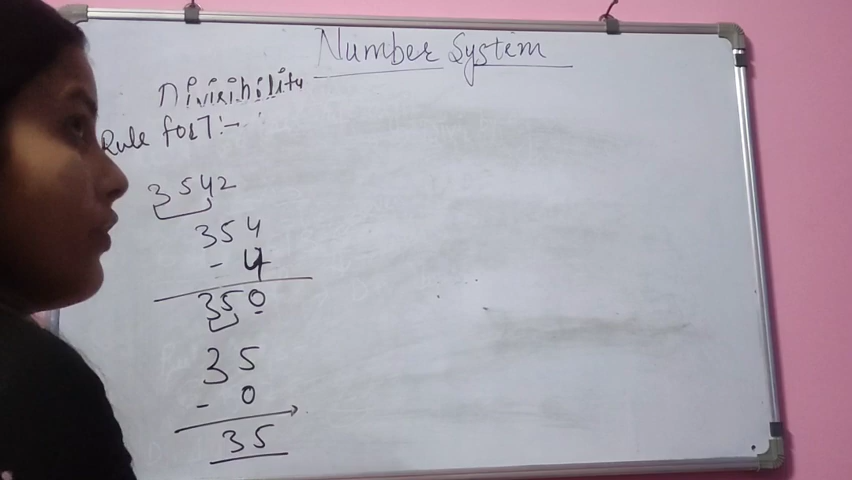 Number System
Divisibility
Rule for 7:-
3542
354
- 4
350
35
- 0
35